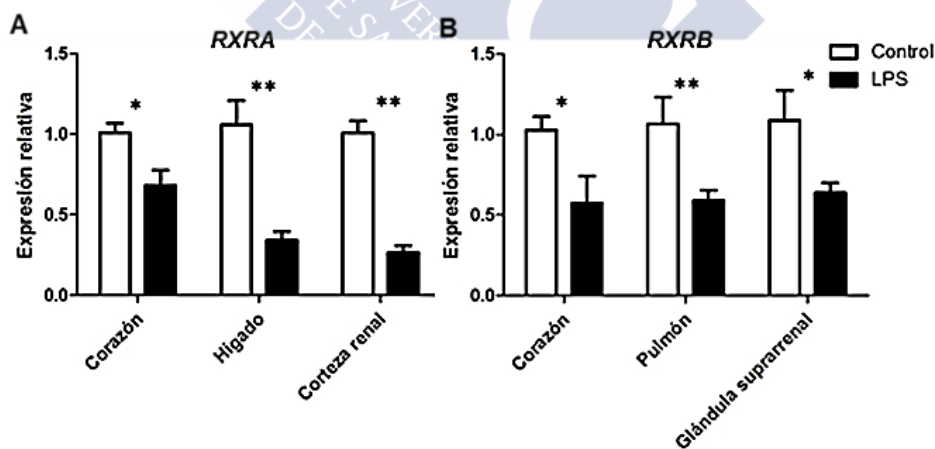 A
RXRA
Expresión relativa
1.5
1.0
0.5
0.0
*
**
**
Corazón
Hígado
Corteza renal
B
RXRB
Expresión relativa
1.5
1.0
0.5
0.0
*
**
*
Corazón
Pulmón
Glándula suprarrenal
Control
LPS